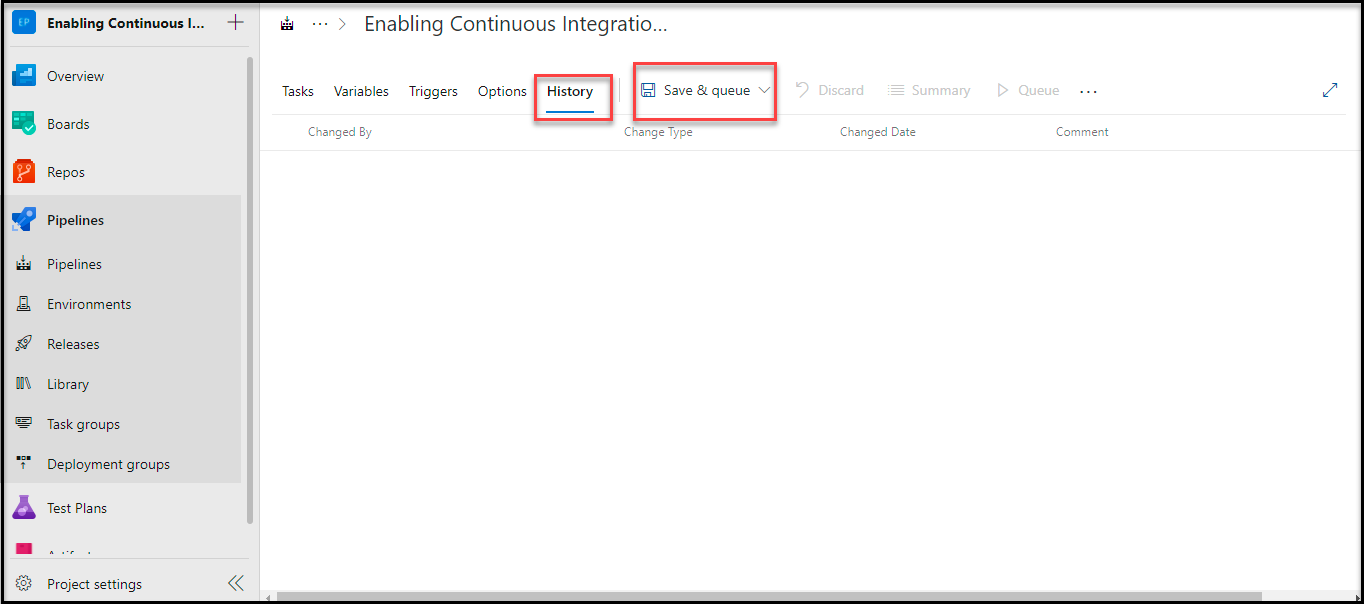 EP Enabling Continuous I... +
Overview
Boards
Repos
Pipelines
Pipelines
Environments
Releases
Library
Task groups
Deployment groups
Test Plans
Project settings
... > Enabling Continuous Integratio...
Tasks Variables Triggers Options History Save & queue Discard Summary Queue ...
Changed By Change Type Changed Date Comment